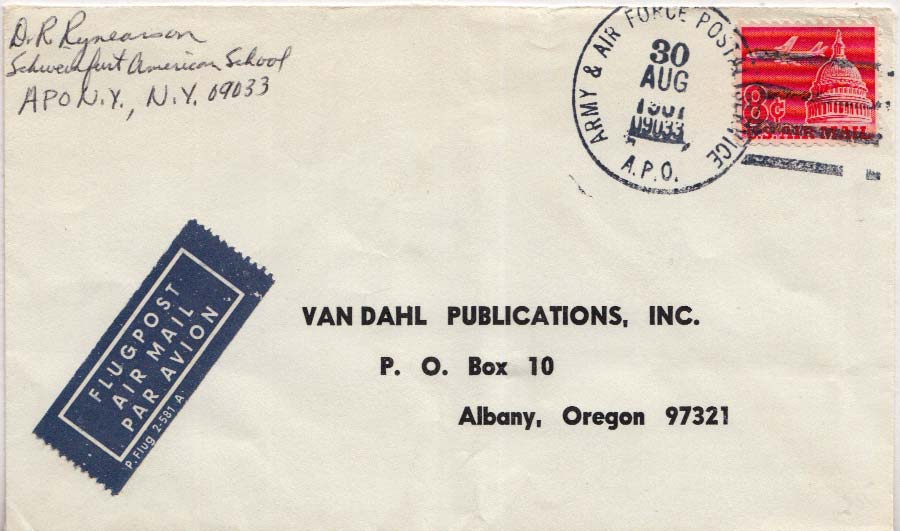 D.R. Rynearson
Schweinfurt American School
APO N.Y., N.Y. 09033
ARMY & AIR FORCE POSTAL SERVICE
30
AUG
1967
09033
A.P.O.
8¢
U.S. AIR MAIL
FLUGPOST
AIR MAIL
PAR AVION
P. Flug 2-581 A
VAN DAHL PUBLICATIONS, INC.
P. O. Box 10
Albany, Oregon 97321